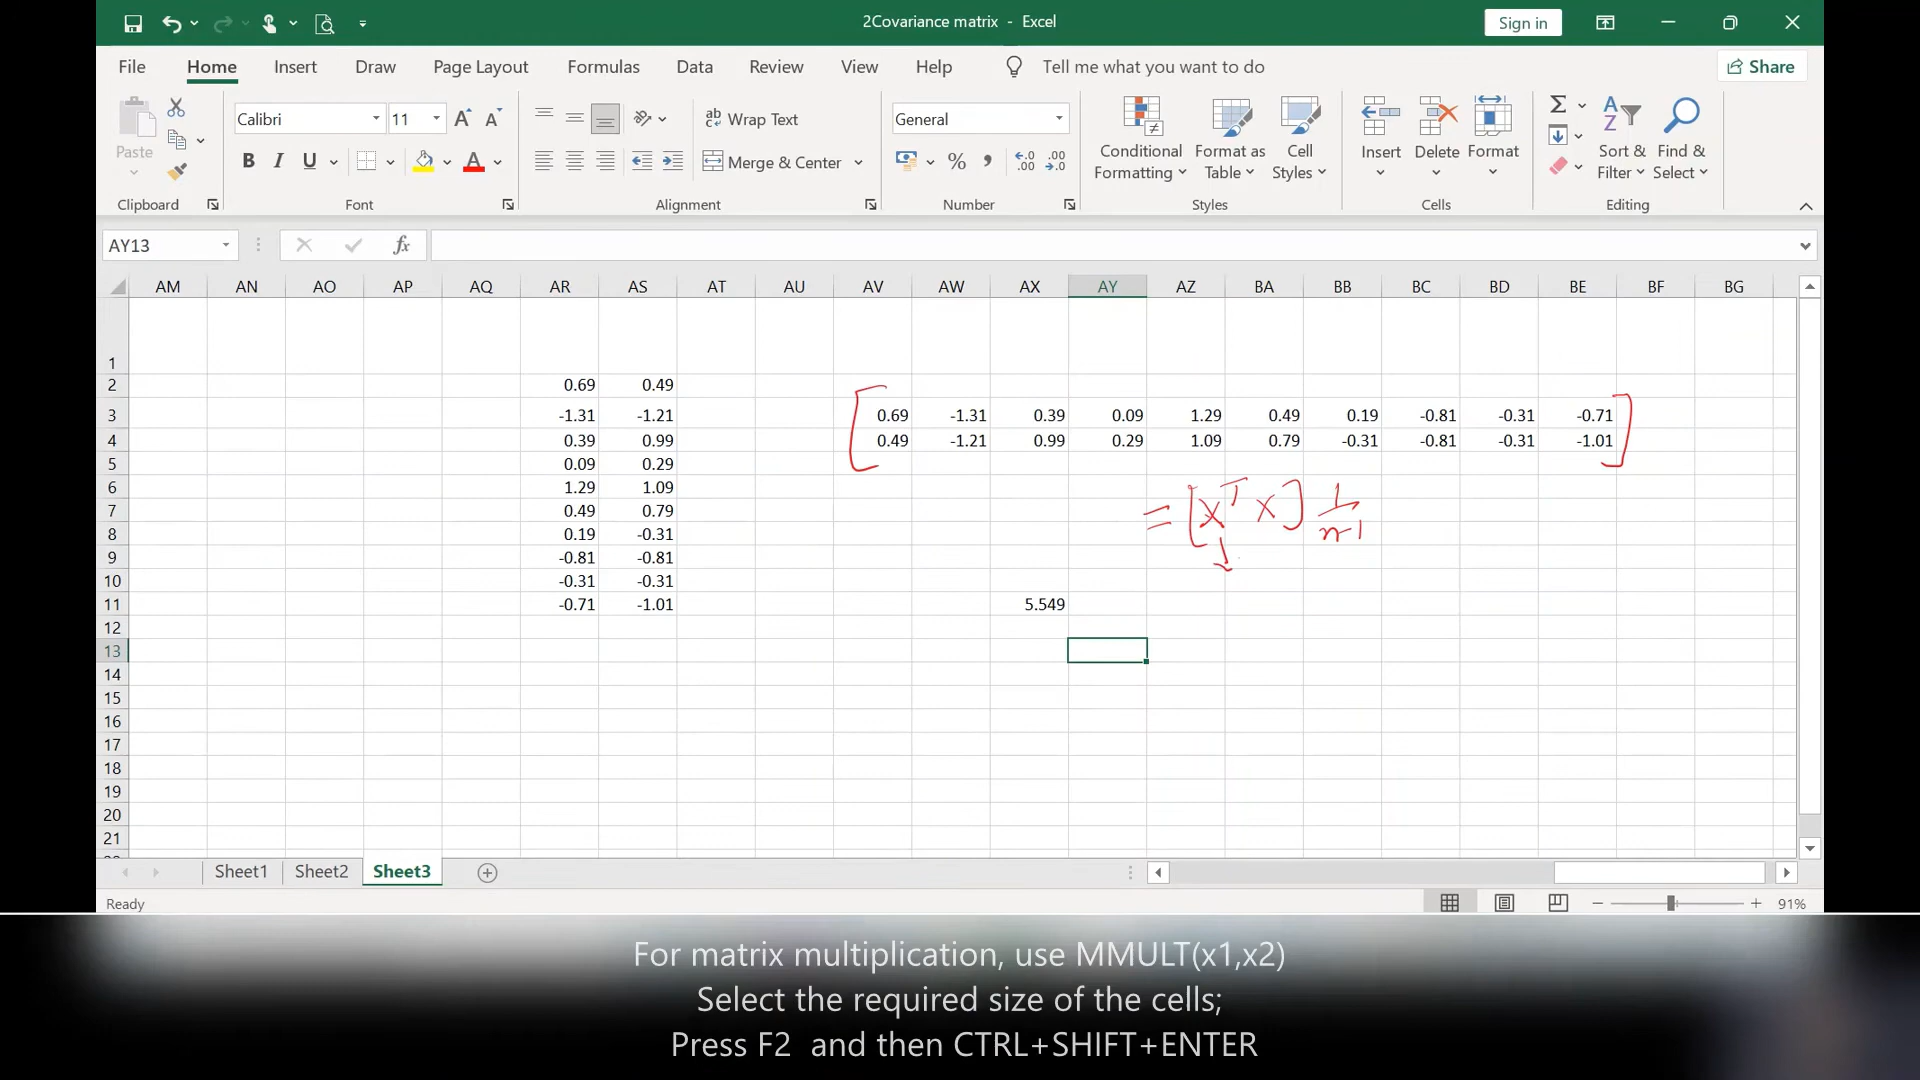 2Covariance matrix - Excel
Sign in
File Home Insert Draw Page Layout Formulas Data Review View Help Tell me what you want to do Share
Paste
Calibri 11
B I U
ab Wrap Text
Merge & Center
General
Conditional Formatting
Format as Table
Cell Styles
Insert Delete Format
Sort & Filter
Find & Select
Clipboard Font Alignment Number Styles Cells Editing
AY13 fx
AM AN AO AP AQ AR AS AT AU AV AW AX AY AZ BA BB BC BD BE BF BG
1
2 0.69 0.49
3 -1.31 -1.21 0.69 -1.31 0.39 0.09 1.29 0.49 0.19 -0.81 -0.31 -0.71
4 0.39 0.99 0.49 -1.21 0.99 0.29 1.09 0.79 -0.31 -0.81 -0.31 -1.01
5 0.09 0.29
6 1.29 1.09
7 0.49 0.79
= [X^T X] 1/n-1
8 0.19 -0.31
9 -0.81 -0.81
10 -0.31 -0.31
11 -0.71 -1.01 5.549
12
13
14
15
16
17
18
19
20
21
Sheet1 Sheet2 Sheet3
Ready 91%
For matrix multiplication, use MMULT(x1,x2)
Select the required size of the cells;
Press F2 and then CTRL+SHIFT+ENTER